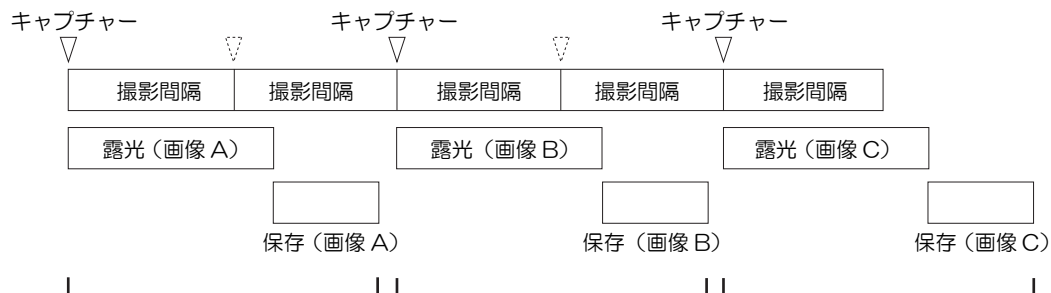 キャプチャー キャプチャー キャプチャー
撮影間隔 撮影間隔 撮影間隔 撮影間隔 撮影間隔
露光（画像 A） 露光（画像 B） 露光（画像 C）
保存（画像 A） 保存（画像 B） 保存（画像 C）